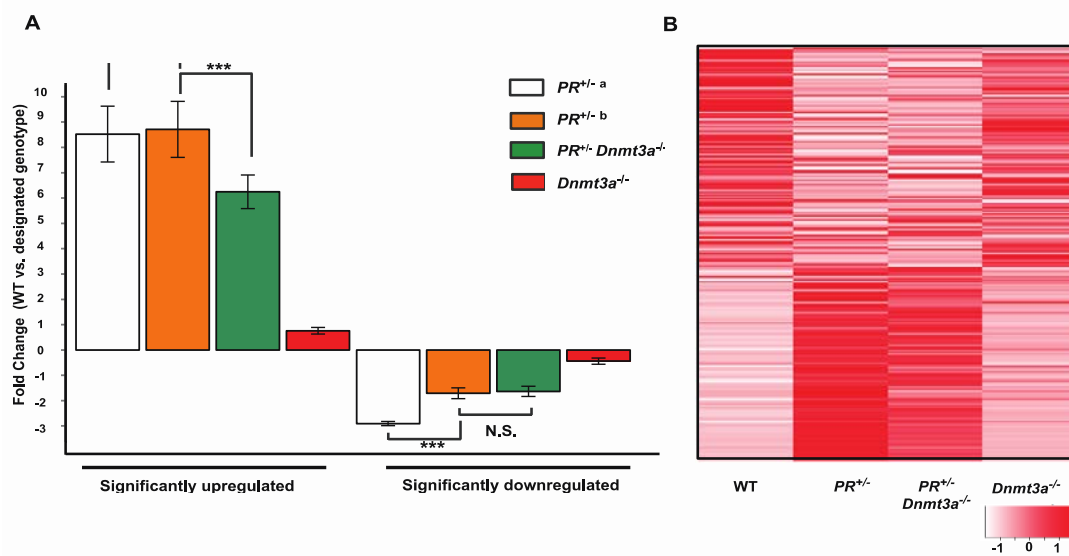 A
B
***
10
9
8
7
6
5
4
3
2
1
0
-1
-2
-3
Fold Change (WT vs. designated genotype)
PR+/- a
PR+/- b
PR+/- Dnmt3a-/-
Dnmt3a-/-
***
N.S.
Significantly upregulated
Significantly downregulated
WT
PR+/-
PR+/-
Dnmt3a-/-
Dnmt3a-/-
-1 0 1